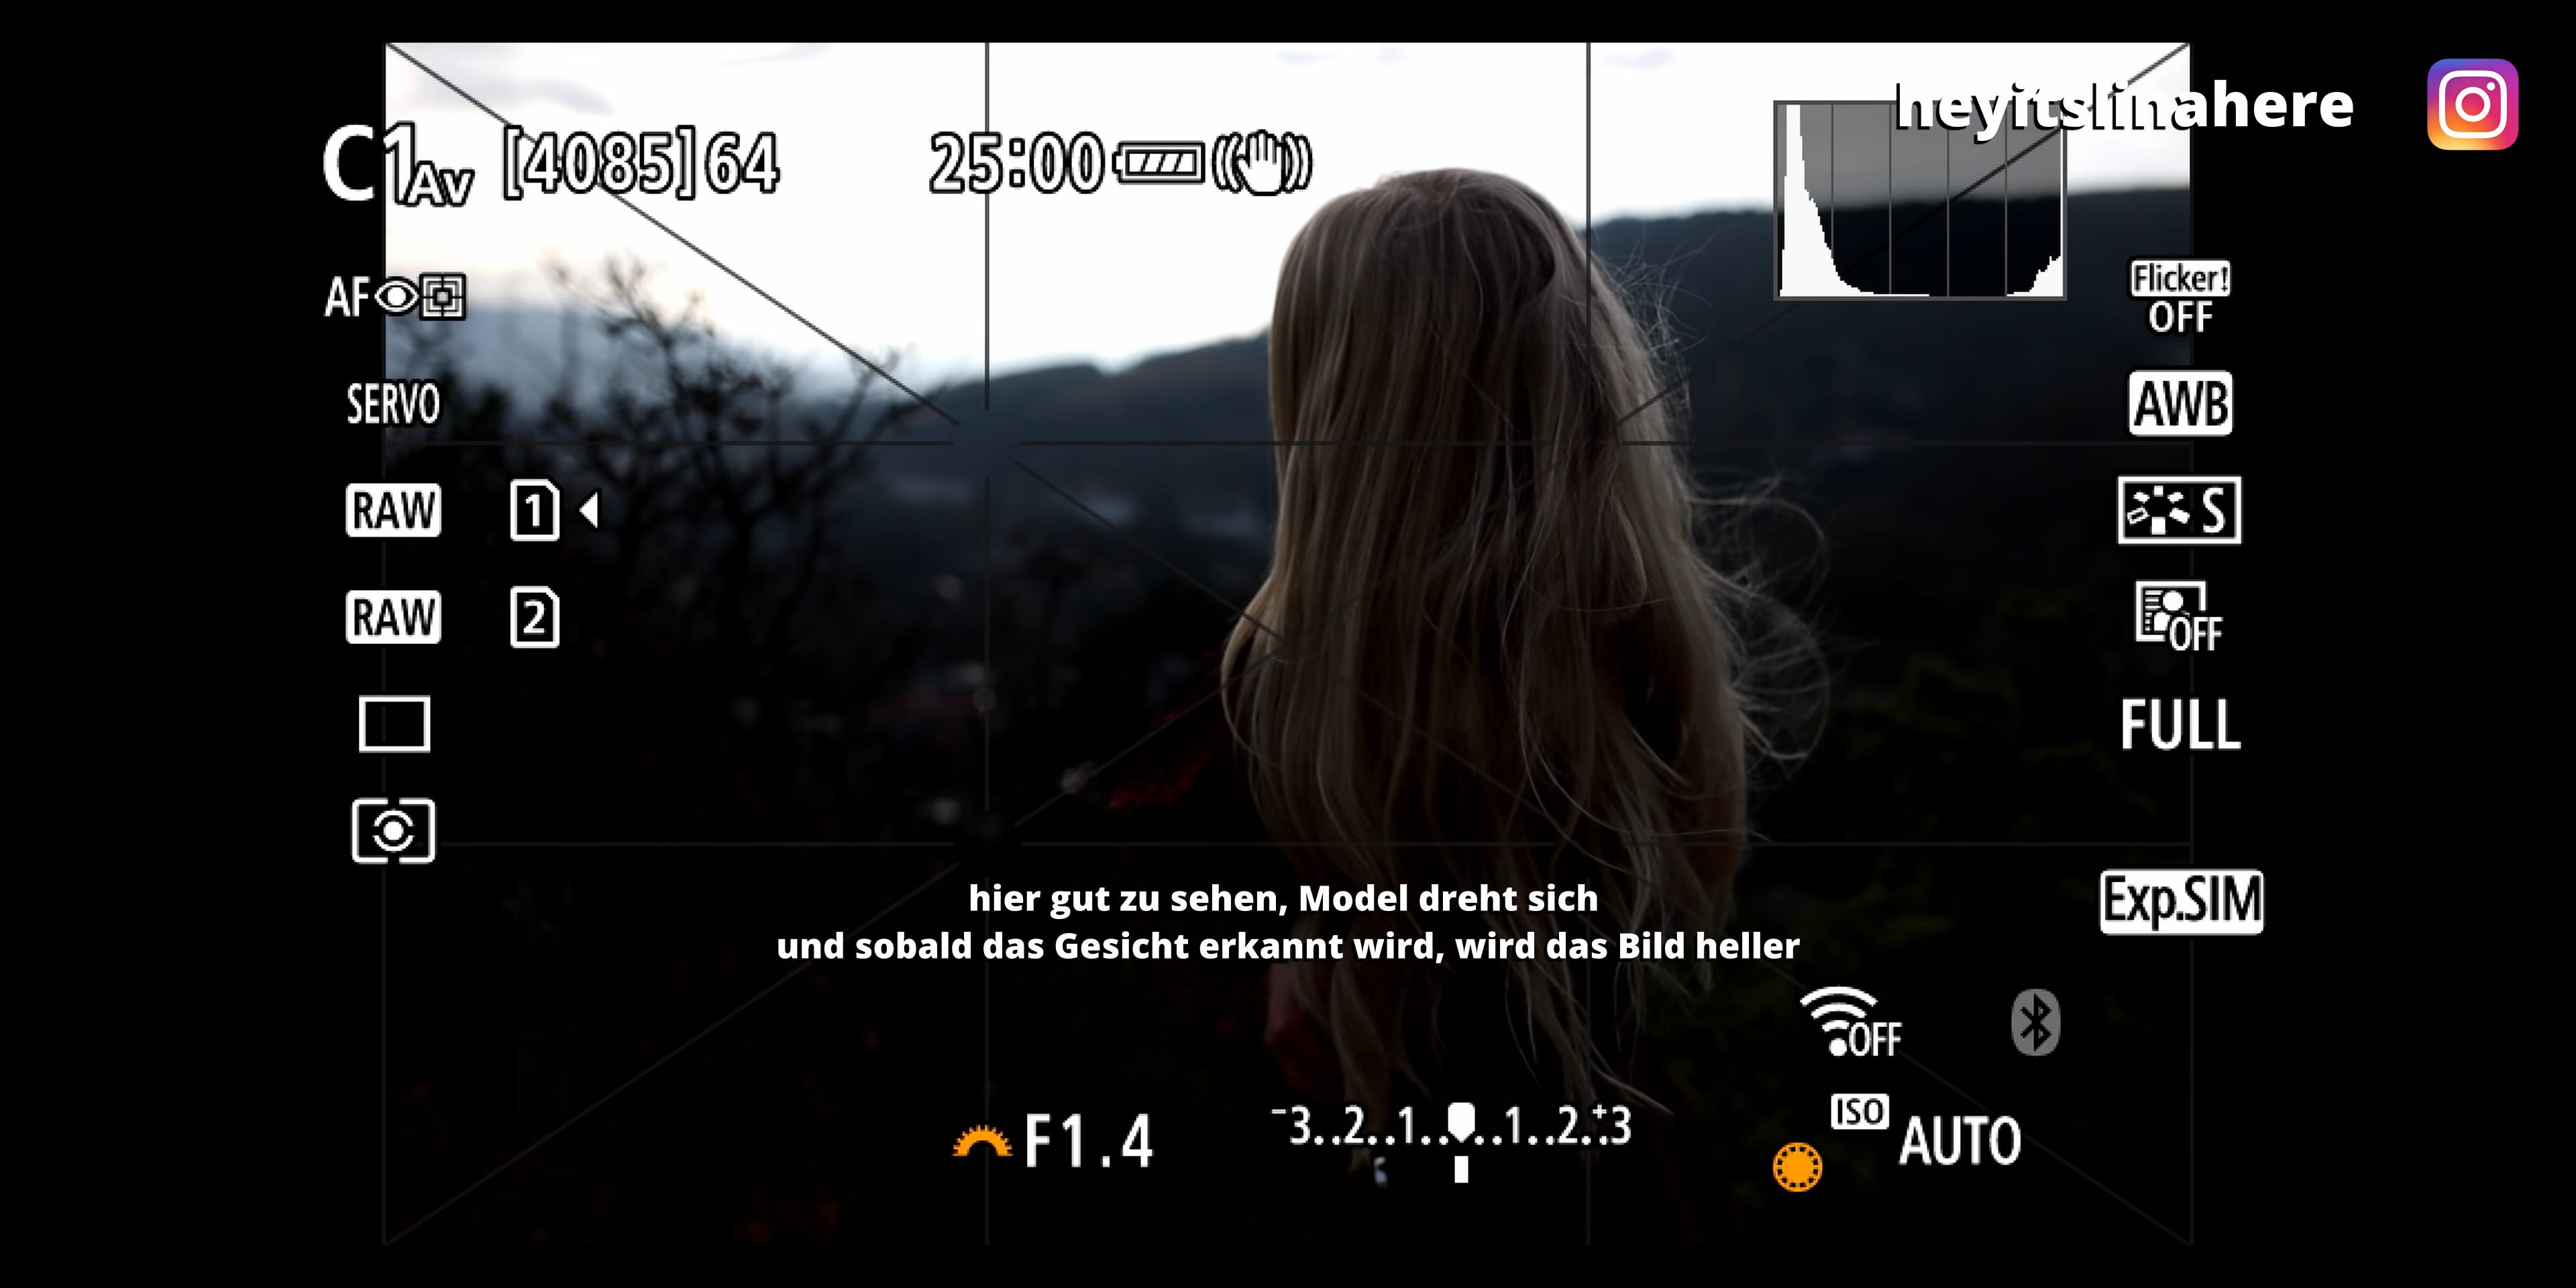 heyitslinahere
C1Av [4085] 64 25:00
AF
Flicker!
OFF
SERVO
AWB
RAW 1
S
RAW 2
OFF
FULL
Exp.SIM
hier gut zu sehen, Model dreht sich
und sobald das Gesicht erkannt wird, wird das Bild heller
OFF
F1.4 -3..2..1..  ..1..2..+3 ISO AUTO